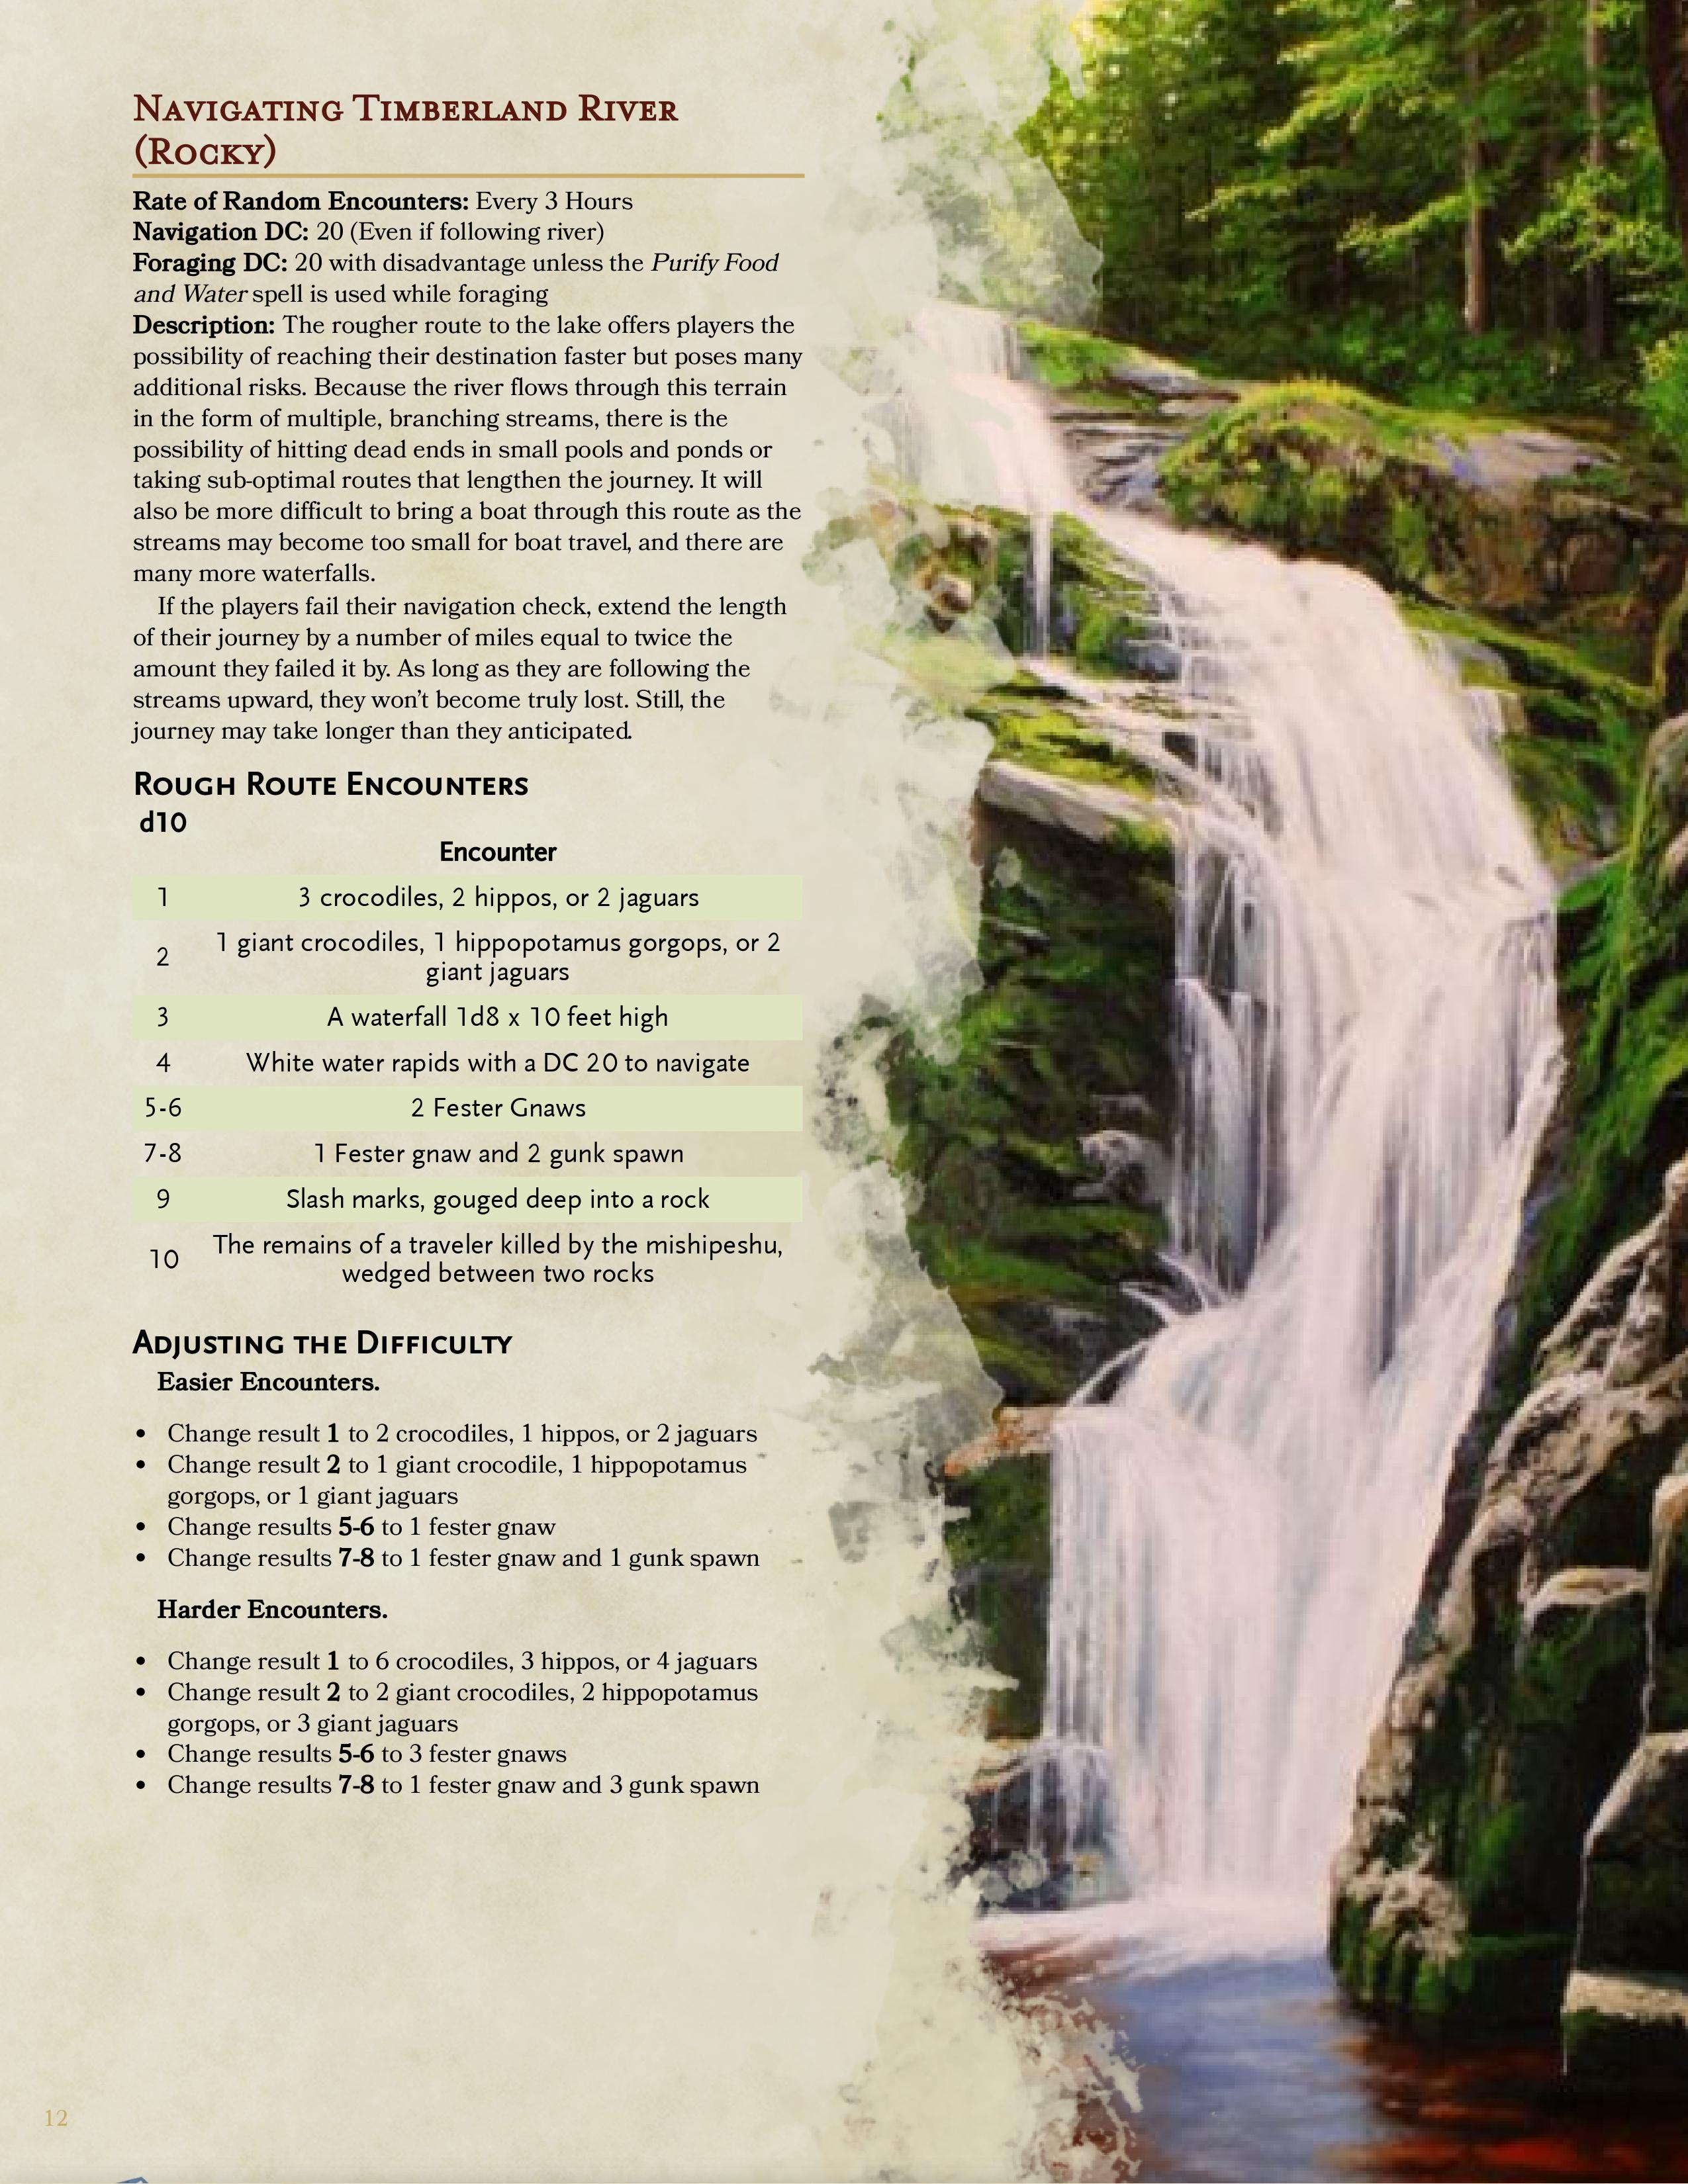 Navigating Timberland River
(Rocky)
Rate of Random Encounters: Every 3 Hours
Navigation DC: 20 (Even if following river)
Foraging DC: 20 with disadvantage unless the Purify Food
and Water spell is used while foraging
Description: The rougher route to the lake offers players the
possibility of reaching their destination faster but poses many
additional risks. Because the river flows through this terrain
in the form of multiple, branching streams, there is the
possibility of hitting dead ends in small pools and ponds or
taking sub-optimal routes that lengthen the journey. It will
also be more difficult to bring a boat through this route as the
streams may become too small for boat travel, and there are
many more waterfalls.
If the players fail their navigation check, extend the length
of their journey by a number of miles equal to twice the
amount they failed it by. As long as they are following the
streams upward, they won't become truly lost. Still, the
journey may take longer than they anticipated.
Rough Route Encounters
d10
Encounter
1 3 crocodiles, 2 hippos, or 2 jaguars
2 1 giant crocodiles, 1 hippopotamus gorgops, or 2
giant jaguars
3 A waterfall 1d8 x 10 feet high
4 White water rapids with a DC 20 to navigate
5-6 2 Fester Gnaws
7-8 1 Fester gnaw and 2 gunk spawn
9 Slash marks, gouged deep into a rock
10 The remains of a traveler killed by the mishipeshu,
wedged between two rocks
Adjusting the Difficulty
Easier Encounters.
• Change result 1 to 2 crocodiles, 1 hippos, or 2 jaguars
• Change result 2 to 1 giant crocodile, 1 hippopotamus
gorgops, or 1 giant jaguars
• Change results 5-6 to 1 fester gnaw
• Change results 7-8 to 1 fester gnaw and 1 gunk spawn
Harder Encounters.
• Change result 1 to 6 crocodiles, 3 hippos, or 4 jaguars
• Change result 2 to 2 giant crocodiles, 2 hippopotamus
gorgops, or 3 giant jaguars
• Change results 5-6 to 3 fester gnaws
• Change results 7-8 to 1 fester gnaw and 3 gunk spawn
12